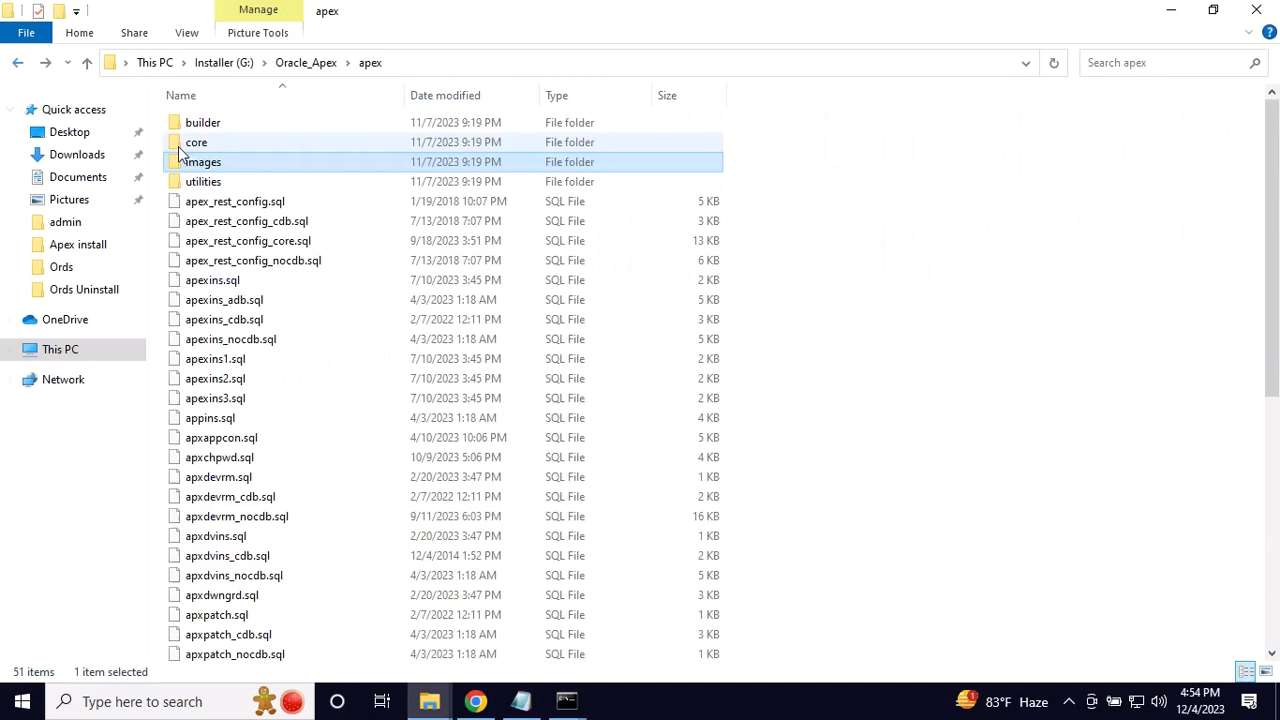 Manage
apex
File
Home
Share
View
Picture Tools
This PC
Installer (G:)
Oracle_Apex
apex
Search apex
Name
Date modified
Type
Size
Quick access
Desktop
Downloads
Documents
Pictures
admin
Apex install
Ords
Ords Uninstall
OneDrive
This PC
Network
builder 11/7/2023 9:19 PM File folder
core 11/7/2023 9:19 PM File folder
images 11/7/2023 9:19 PM File folder
utilities 11/7/2023 9:19 PM File folder
apex_rest_config.sql 1/19/2018 10:07 PM SQL File 5 KB
apex_rest_config_cdb.sql 7/13/2018 7:07 PM SQL File 3 KB
apex_rest_config_core.sql 9/18/2023 3:51 PM SQL File 13 KB
apex_rest_config_nocdb.sql 7/13/2018 7:07 PM SQL File 6 KB
apexins.sql 7/10/2023 3:45 PM SQL File 2 KB
apexins_adb.sql 4/3/2023 1:18 AM SQL File 5 KB
apexins_cdb.sql 2/7/2022 12:11 PM SQL File 3 KB
apexins_nocdb.sql 4/3/2023 1:18 AM SQL File 5 KB
apexins1.sql 7/10/2023 3:45 PM SQL File 2 KB
apexins2.sql 7/10/2023 3:45 PM SQL File 2 KB
apexins3.sql 7/10/2023 3:45 PM SQL File 2 KB
appins.sql 4/3/2023 1:18 AM SQL File 4 KB
apxappcon.sql 4/10/2023 10:06 PM SQL File 5 KB
apxchpwd.sql 10/9/2023 5:06 PM SQL File 4 KB
apxdevrm.sql 2/20/2023 3:47 PM SQL File 1 KB
apxdevrm_cdb.sql 2/7/2022 12:11 PM SQL File 2 KB
apxdevrm_nocdb.sql 9/11/2023 6:03 PM SQL File 16 KB
apxdvins.sql 2/20/2023 3:47 PM SQL File 1 KB
apxdvins_cdb.sql 12/4/2014 1:52 PM SQL File 2 KB
apxdvins_nocdb.sql 4/3/2023 1:18 AM SQL File 5 KB
apxdwngrd.sql 2/20/2023 3:47 PM SQL File 3 KB
apxpatch.sql 2/7/2022 12:11 PM SQL File 2 KB
apxpatch_cdb.sql 4/3/2023 1:18 AM SQL File 3 KB
apxpatch_nocdb.sql 4/3/2023 1:18 AM SQL File 1 KB
51 items
1 item selected
Type here to search
1
83°F Haze
4:54 PM
12/4/2023